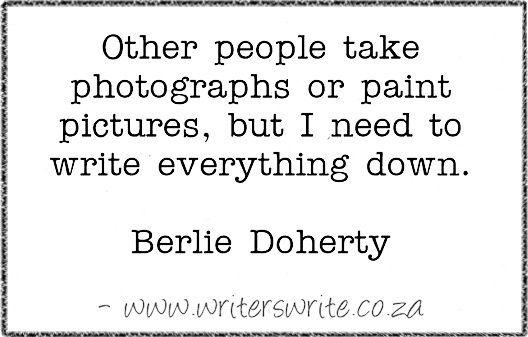 Other people take
photographs or paint
pictures, but I need to
write everything down.
Berlie Doherty
- www.writerswrite.co.za